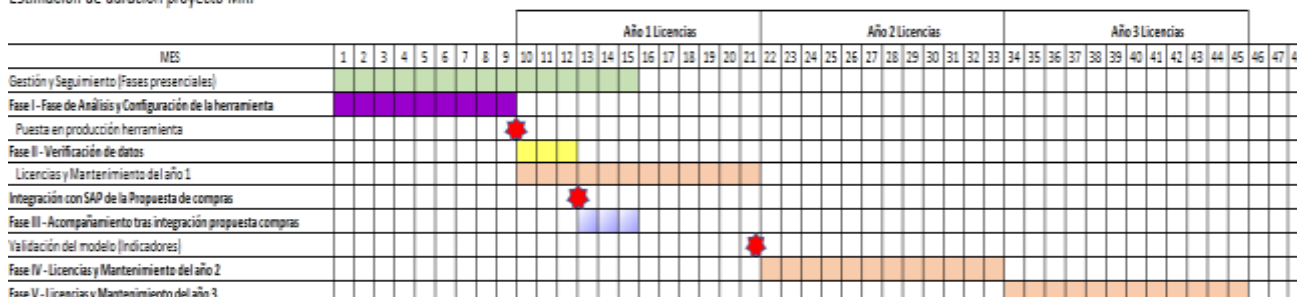 Estimación de duración proyecto
Año 1 Licencias Año 2 Licencias Año 3 Licencias
MES 1 2 3 4 5 6 7 8 9 10 11 12 13 14 15 16 17 18 19 20 21 22 23 24 25 26 27 28 29 30 31 32 33 34 35 36 37 38 39 40 41 42 43 44 45 46 47
Gestión y Seguimiento (Fases presenciales)
Fase I - Fase de Análisis y Configuración de la herramienta
Puesta en producción herramienta
Fase II - Verificación de datos
Licencias y Mantenimiento del año 1
Integración con SAP de la Propuesta de compras
Fase III - Acompañamiento tras integración propuesta compras
Validación del modelo (Indicadores)
Fase IV - Licencias y Mantenimiento del año 2
Fase V - Licencias y Mantenimiento del año 3